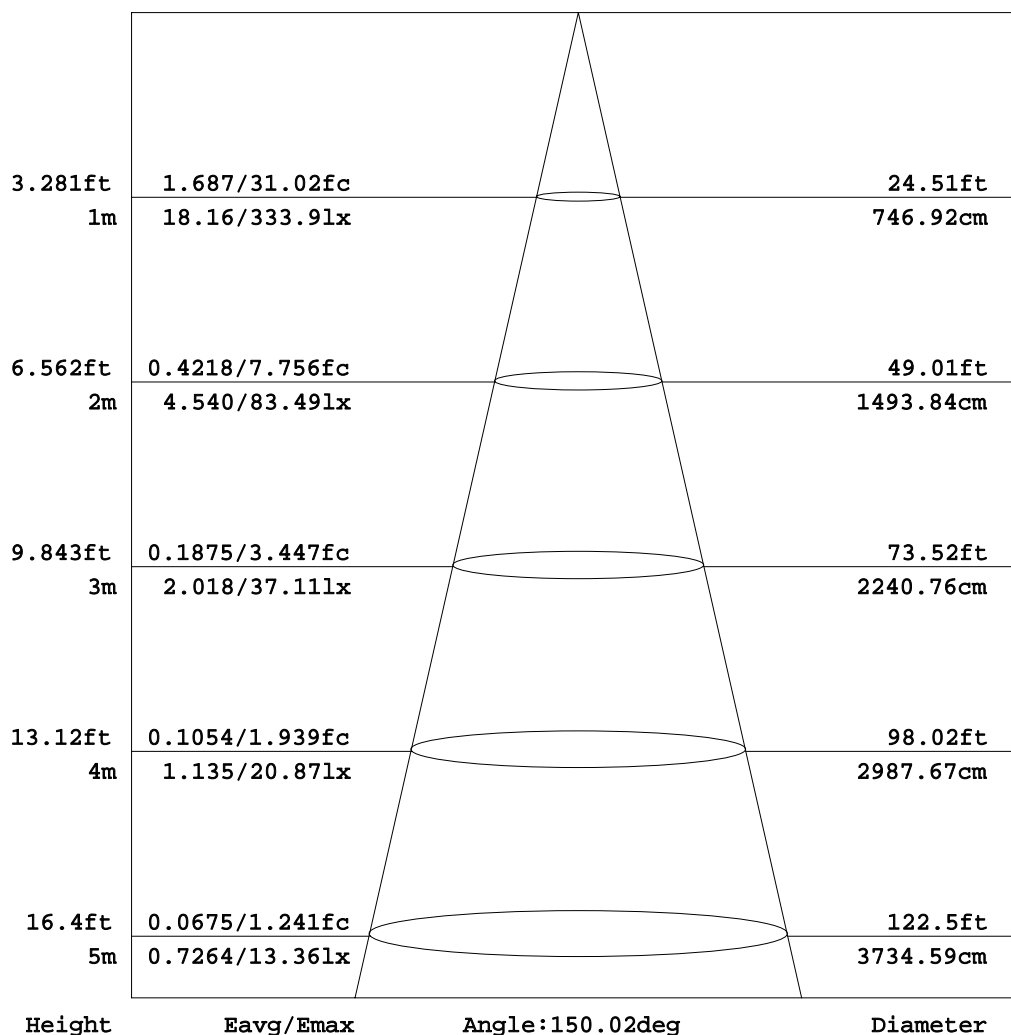 3.281ft 1.687/31.02fc 24.51ft
1m 18.16/333.9lx 746.92cm
6.562ft 0.4218/7.756fc 49.01ft
2m 4.540/83.49lx 1493.84cm
9.843ft 0.1875/3.447fc 73.52ft
3m 2.018/37.11lx 2240.76cm
13.12ft 0.1054/1.939fc 98.02ft
4m 1.135/20.87lx 2987.67cm
16.4ft 0.0675/1.241fc 122.5ft
5m 0.7264/13.36lx 3734.59cm
Height Eavg/Emax Angle:150.02deg Diameter